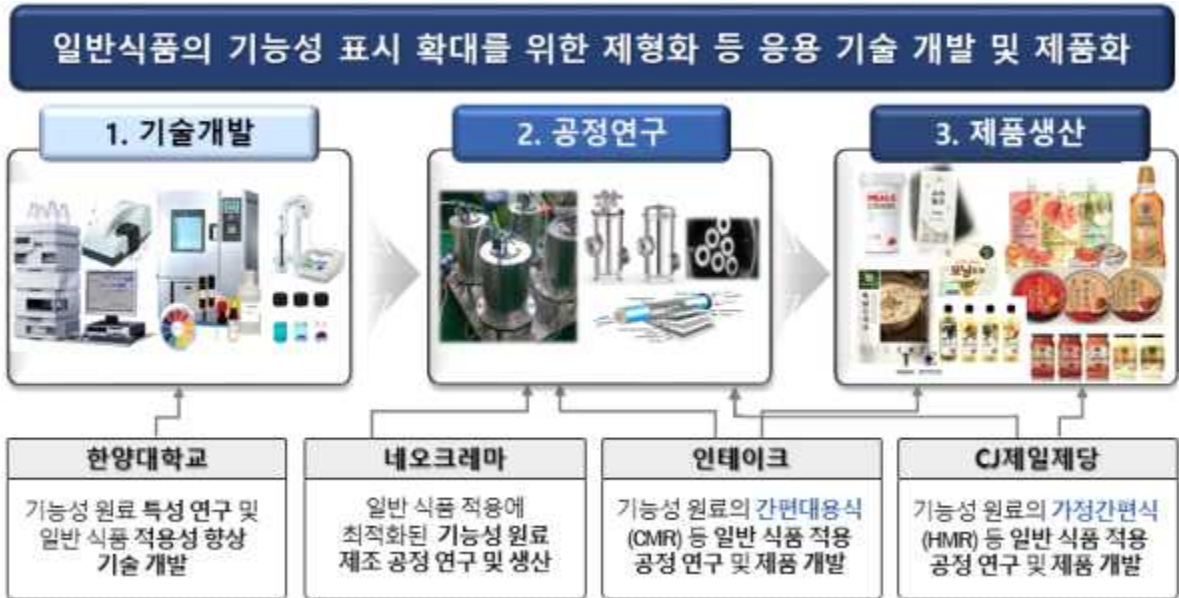 일반식품의 기능성 표시 확대를 위한 제형화 등 응용 기술 개발 및 제품화
1. 기술개발
2. 공정연구
3. 제품생산
한양대학교
기능성 원료 특성 연구 및
일반 식품 적용성 향상
기술 개발
네오크레마
일반 식품 적용에
최적화된 기능성 원료
제조 공정 연구 및 생산
인테이크
기능성 원료의 간편대용식
(CMR) 등 일반 식품 적용
공정 연구 및 제품 개발
CJ제일제당
기능성 원료의 가정간편식
(HMR) 등 일반 식품 적용
공정 연구 및 제품 개발